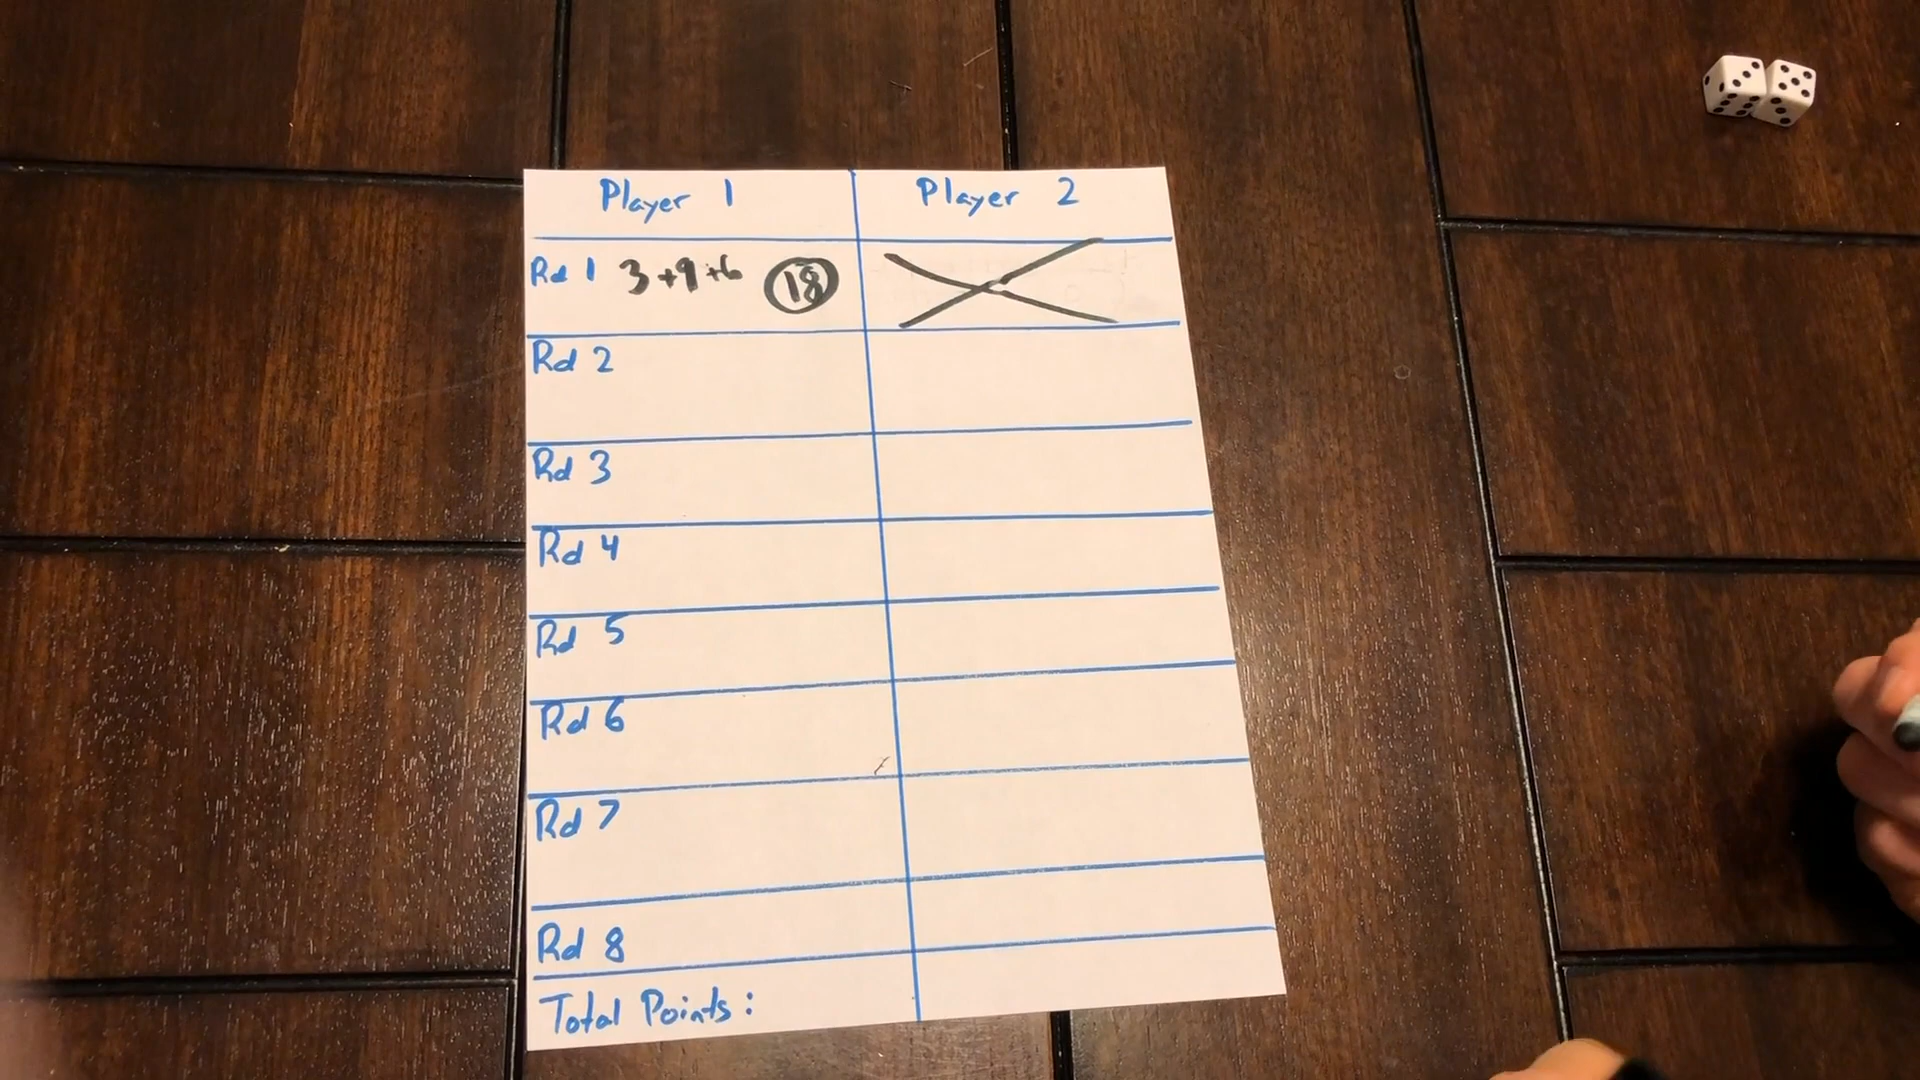 Player 1 Player 2
Rd 1 3+9+6 18
Rd 2
Rd 3
Rd 4
Rd 5
Rd 6
Rd 7
Rd 8
Total Points: